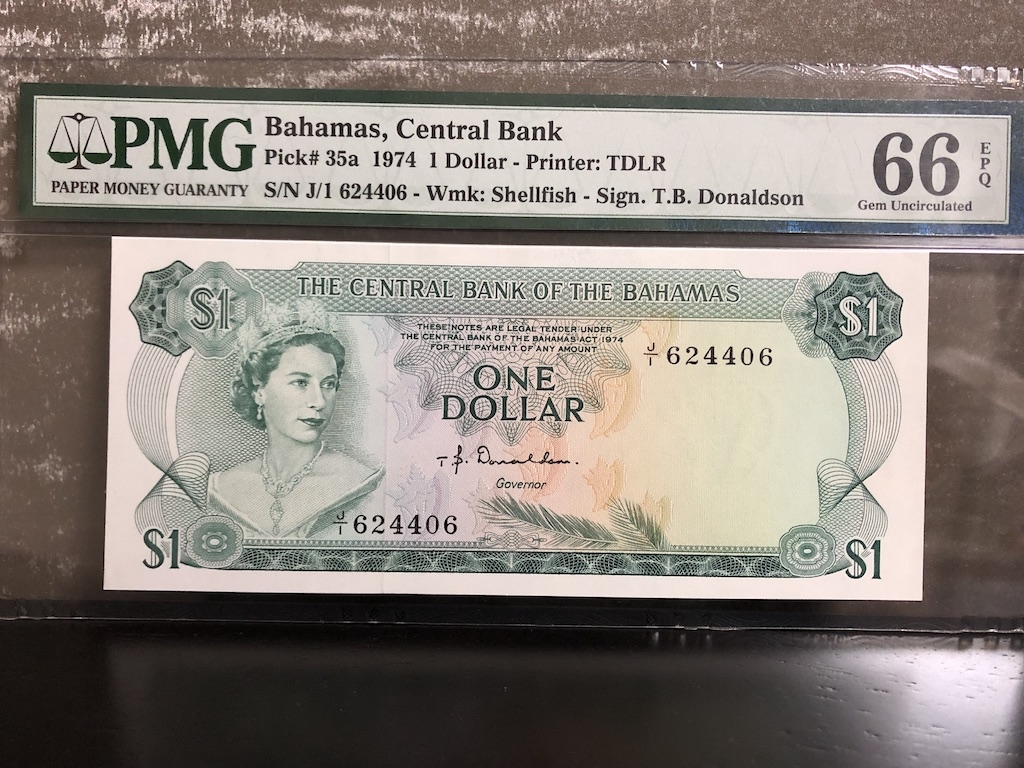 PMG
PAPER MONEY GUARANTY
Bahamas, Central Bank
Pick# 35a 1974 1 Dollar - Printer: TDLR
S/N J/1 624406 - Wmk: Shellfish - Sign. T.B. Donaldson
66
EPQ
Gem Uncirculated
$1
THE CENTRAL BANK OF THE BAHAMAS
$1
THESE NOTES ARE LEGAL TENDER UNDER
THE CENTRAL BANK OF THE BAHAMAS ACT 1974
FOR THE PAYMENT OF ANY AMOUNT
J/1 624406
ONE
DOLLAR
T.B. Donaldson.
Governor
J/1 624406
$1
$1